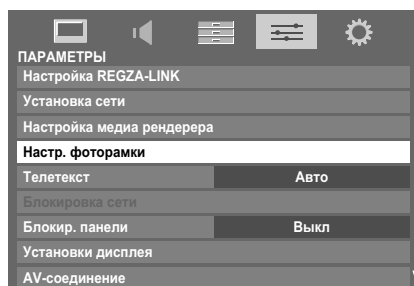 ПАРАМЕТРЫ
Настройка REGZA-LINK
Установка сети
Настройка медиа рендерера
Настр. фоторамки
Телетекст Авто
Блокировка сети
Блокир. панели Выкл
Установки дисплея
AV-соединение